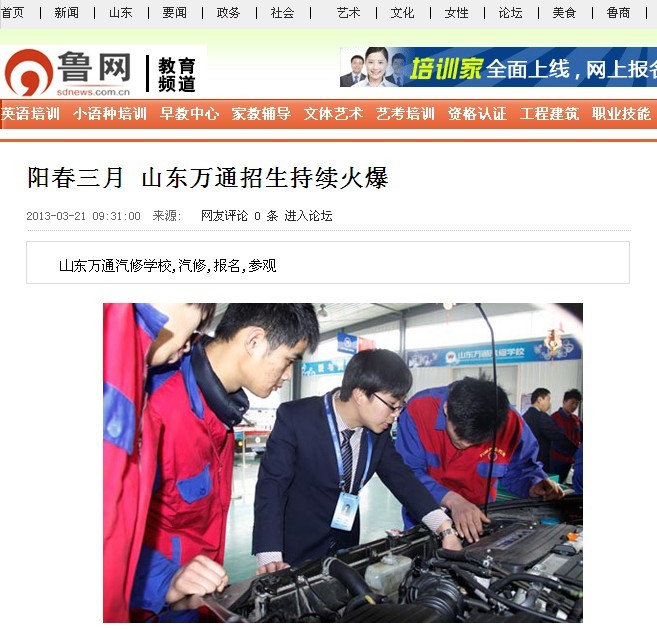 首页 | 新闻 | 山东 | 要闻 | 政务 | 社会 | 艺术 | 文化 | 女性 | 论坛 | 美食 | 鲁商 |
鲁网 教育
sdnews.com.cn 频道
培训家 全面上线，网上报名
英语培训 小语种培训 早教中心 家教辅导 文体艺术 艺考培训 资格认证 工程建筑 职业技能
阳春三月 山东万通招生持续火爆
2013-03-21 09:31:00 来源: 网友评论 0 条 进入论坛
山东万通汽修学校,汽修,报名,参观
山东万通汽修学校